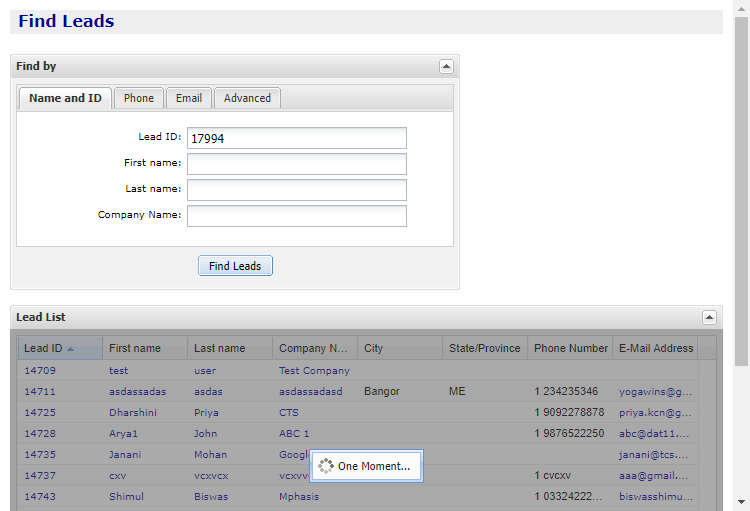 Find Leads
Find by
Name and ID Phone Email Advanced
Lead ID: 17994
First name:
Last name:
Company Name:
Find Leads
Lead List
Lead ID First name Last name Company N... City State/Province Phone Number E-Mail Address
14709 test user Test Company
14711 asdassadas asdas asdassadasd Bangor ME 1 234235346 yogawins@g...
14725 Dharshini Priya CTS 1 9092278878 priya.kcn@g...
14728 Arya1 John ABC 1 1 9876522250 abc@dat11....
14735 Janani Mohan janani@tcs....
One Moment...
14737 cxv vcxvcx 1 cvcxv aaa@gmail....
14743 Shimul Biswas Mphasis 1 03324222... biswasshimu...